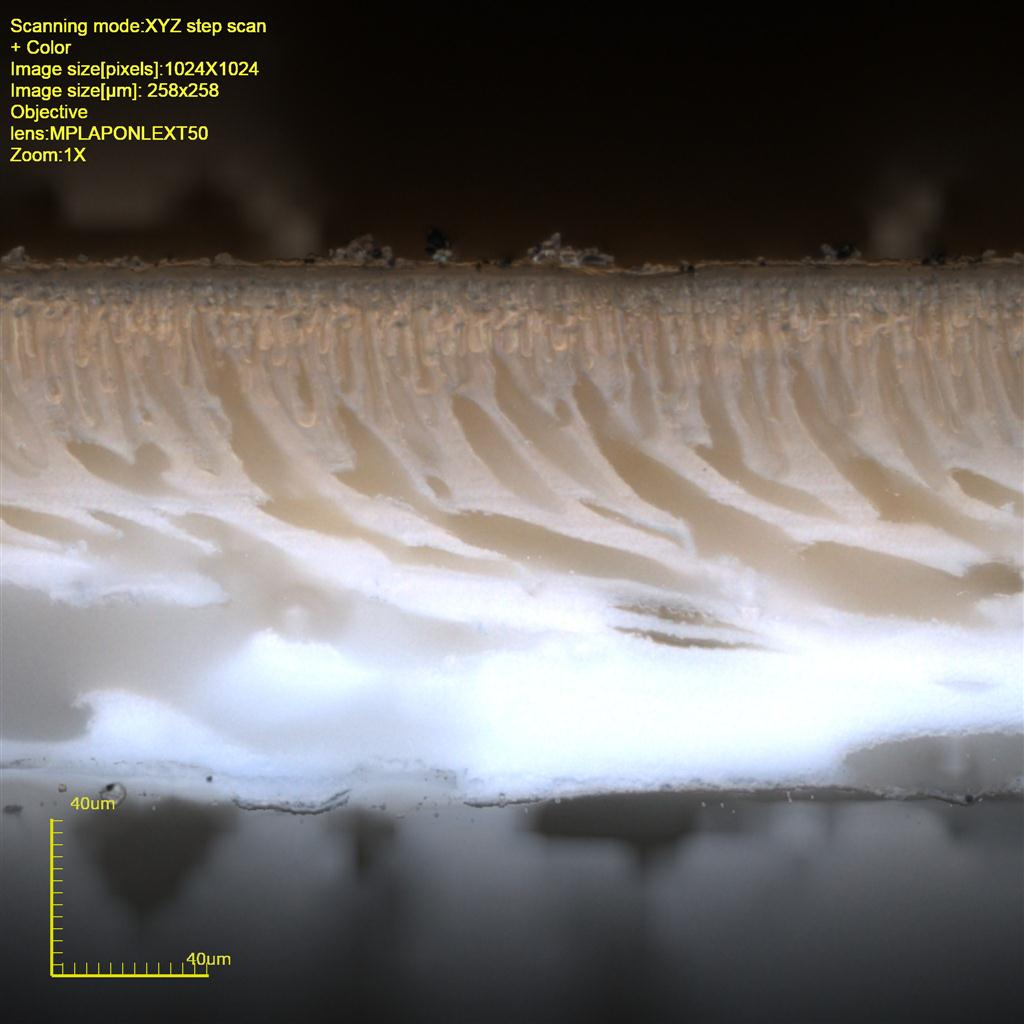 Scanning mode:XYZ step scan
+ Color
Image size[pixels]:1024X1024
Image size[µm]: 258x258
Objective
lens:MPLAPONLEXT50
Zoom:1X
40um
40um